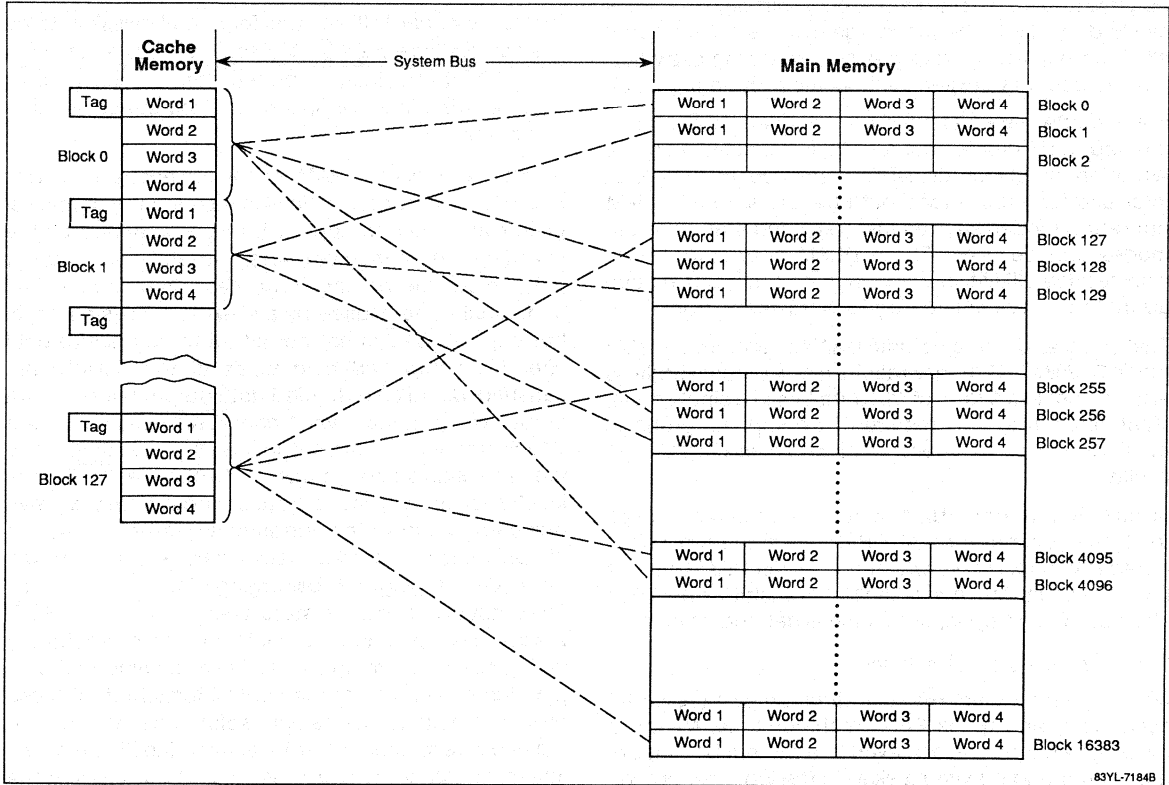 Cache Memory
System Bus
Main Memory
Tag
Word 1
Word 2
Block 0
Word 3
Word 4
Tag
Word 1
Word 2
Block 1
Word 3
Word 4
Tag
Tag
Word 1
Word 2
Block 127
Word 3
Word 4
Word 1 Word 2 Word 3 Word 4 Block 0
Word 1 Word 2 Word 3 Word 4 Block 1
Block 2
Word 1 Word 2 Word 3 Word 4 Block 127
Word 1 Word 2 Word 3 Word 4 Block 128
Word 1 Word 2 Word 3 Word 4 Block 129
Word 1 Word 2 Word 3 Word 4 Block 255
Word 1 Word 2 Word 3 Word 4 Block 256
Word 1 Word 2 Word 3 Word 4 Block 257
Word 1 Word 2 Word 3 Word 4 Block 4095
Word 1 Word 2 Word 3 Word 4 Block 4096
Word 1 Word 2 Word 3 Word 4
Word 1 Word 2 Word 3 Word 4 Block 16383
83YL-7184B